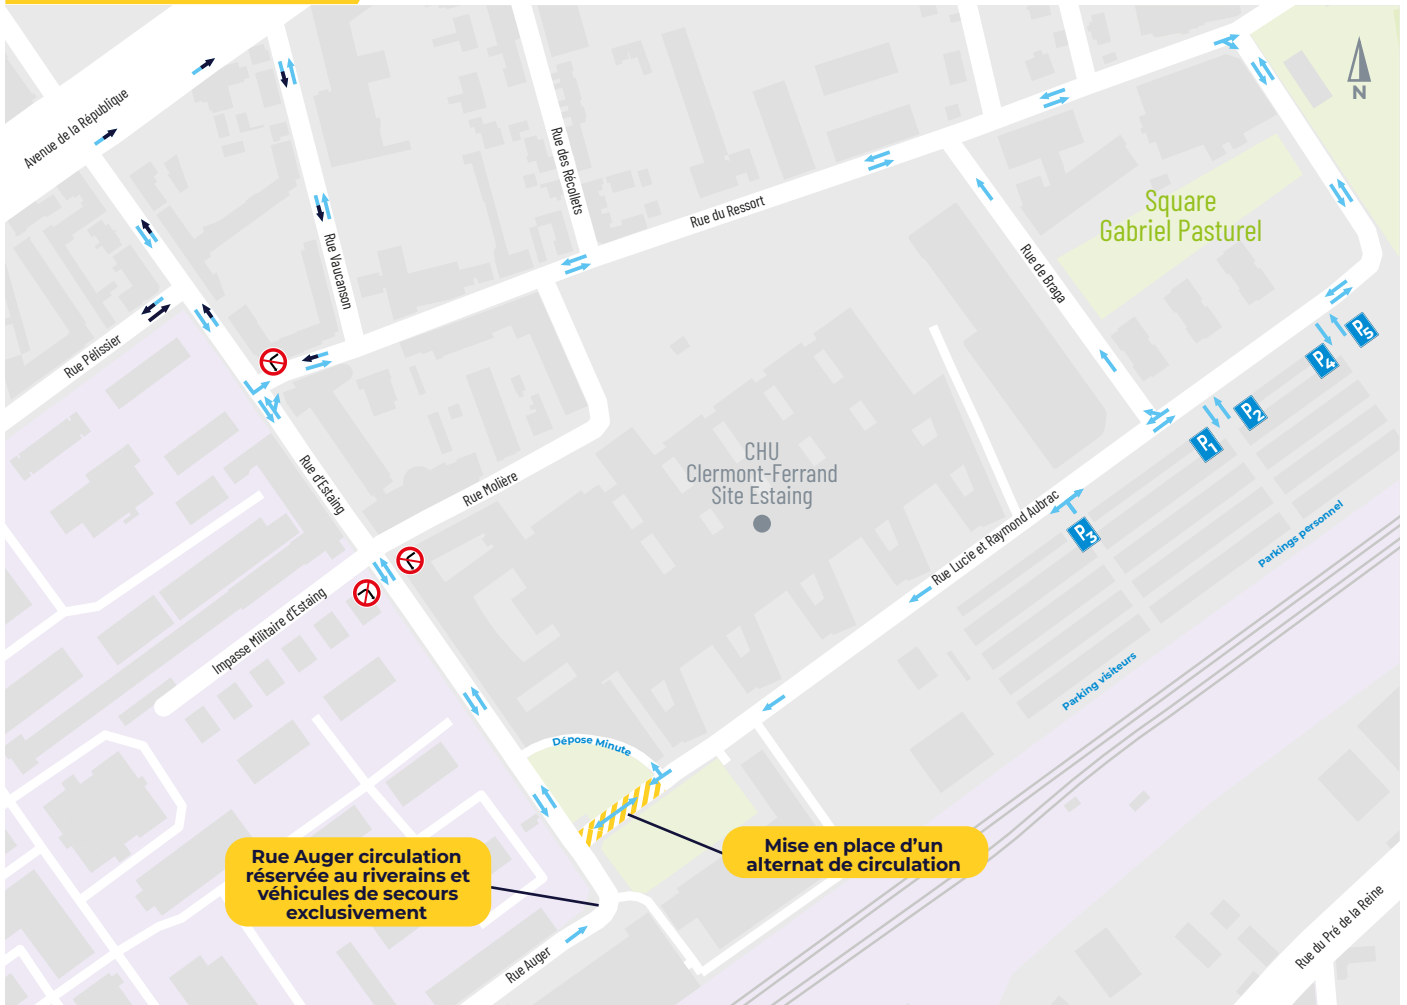 Avenue de la République
Rue des Récollets
Rue du Ressort
Square
Gabriel Pasturel
N
Rue Vaucanson
Rue de Braga
Rue Pélissier
P5
P4
P2
P1
P3
Rue d'Estaing
Rue Molière
CHU
Clermont-Ferrand
Site Estaing
Rue Lucie et Raymond Aubrac
Parkings personnel
Impasse Militaire d'Estaing
Parking visiteurs
Dépose Minute
Mise en place d'un
alternat de circulation
Rue Auger circulation
réservée au riverains et
véhicules de secours
exclusivement
Rue Auger
Rue du Pré de la Reine